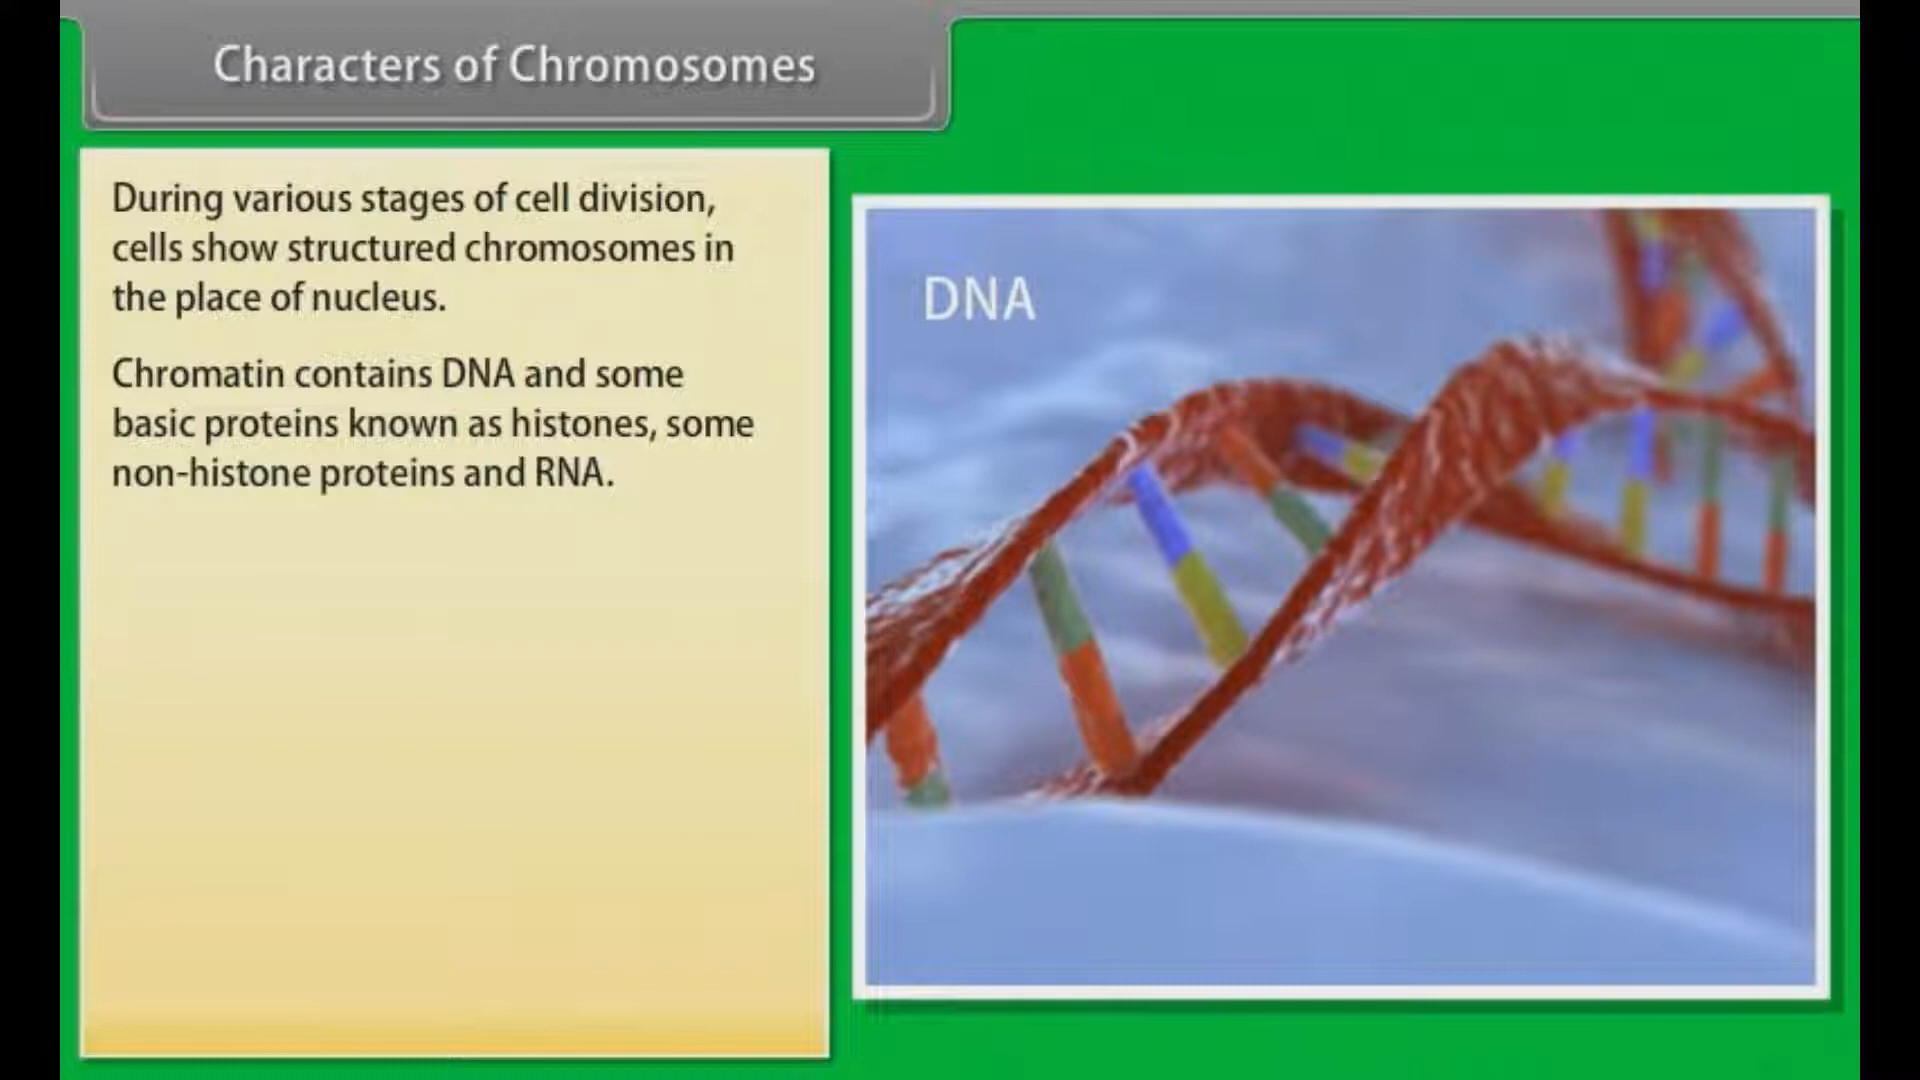 Characters of Chromosomes
During various stages of cell division,
cells show structured chromosomes in
the place of nucleus.
Chromatin contains DNA and some
basic proteins known as histones, some
non-histone proteins and RNA.
DNA